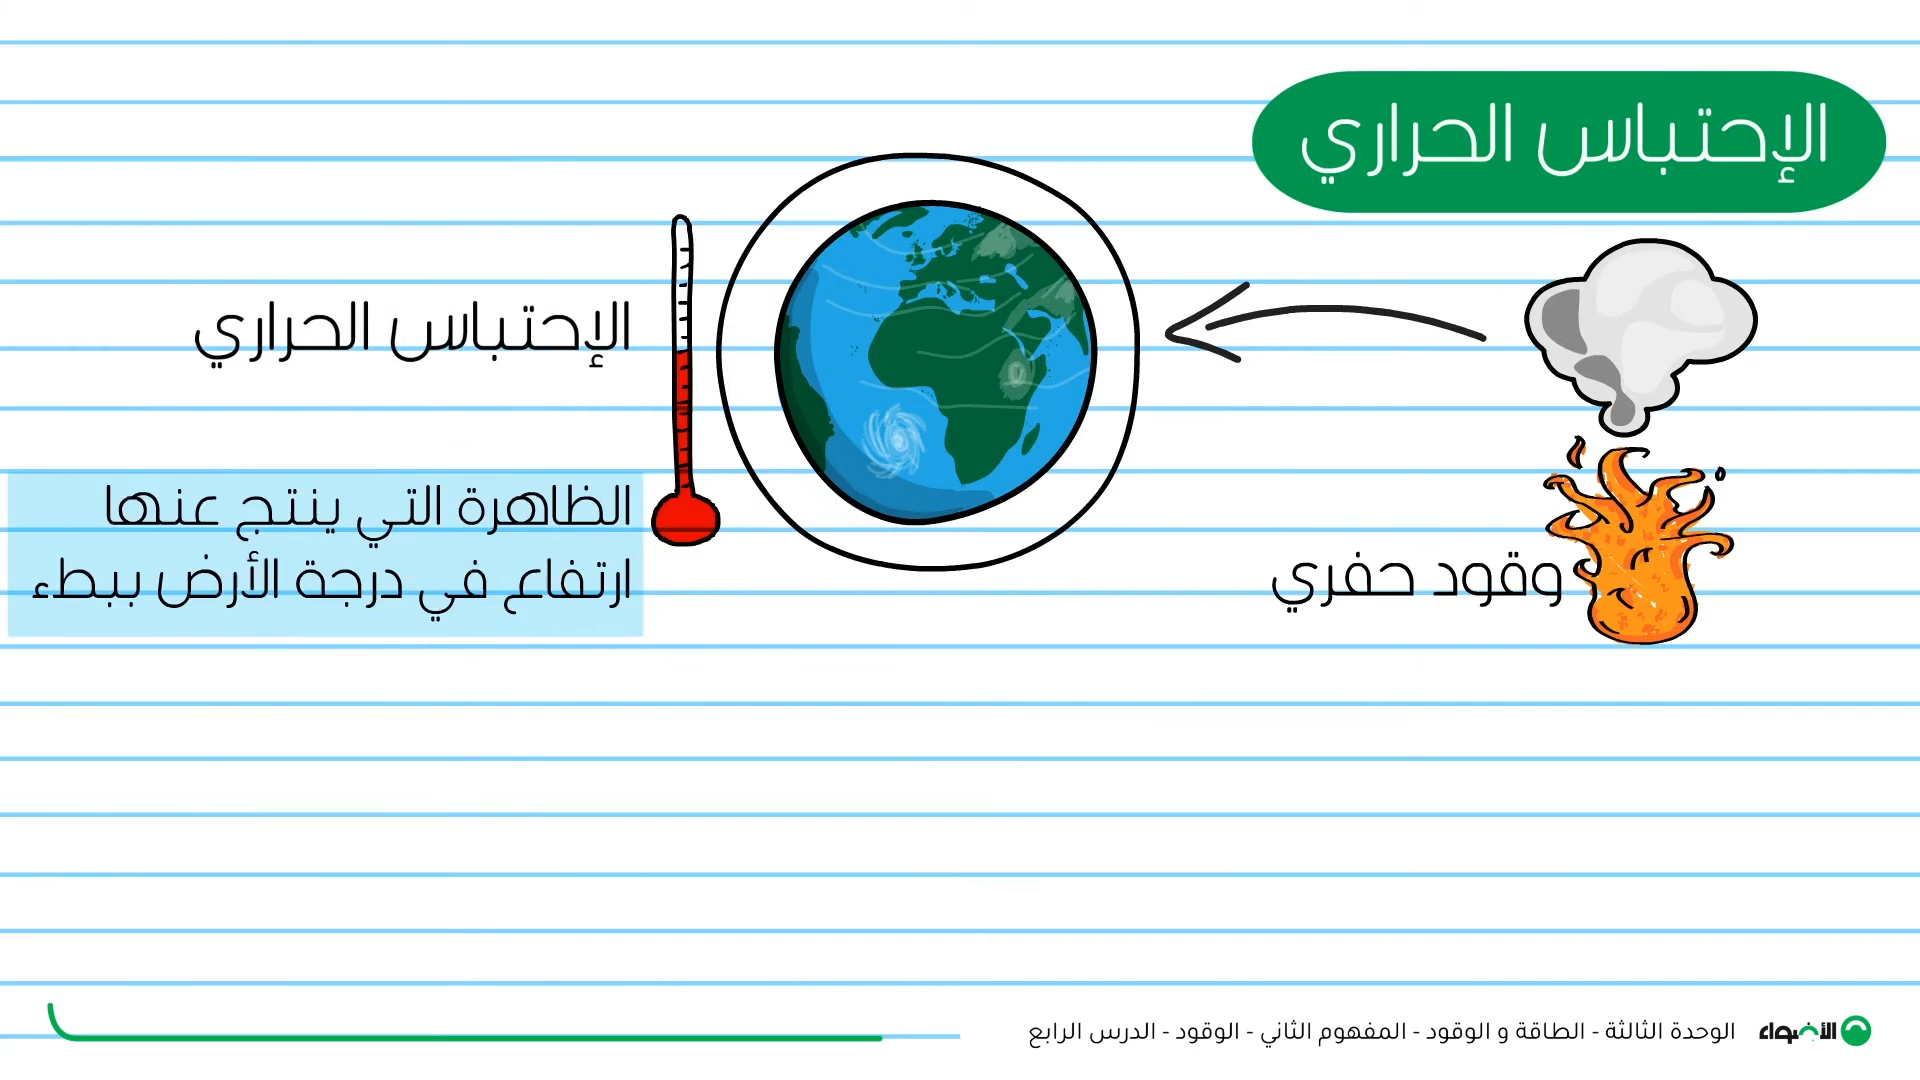 الإحتباس الحراري
الإحتباس الحراري
الظاهرة التي ينتج عنها
ارتفاع في درجة الأرض ببطء
وقود حفري
الأضواء الوحدة الثالثة - الطاقة و الوقود - المفهوم الثاني - الوقود - الدرس الرابع